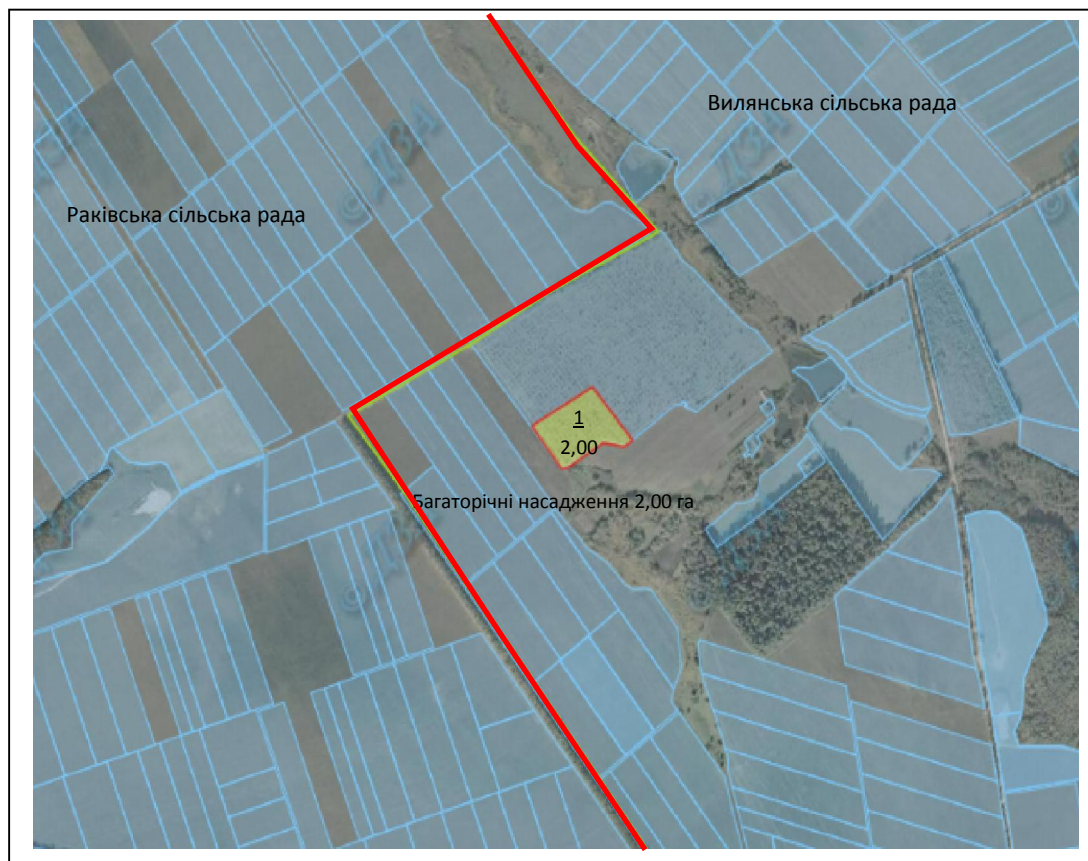 Вилянська сільська рада
Раківська сільська рада
1
2,00
Багаторічні насадження 2,00 га